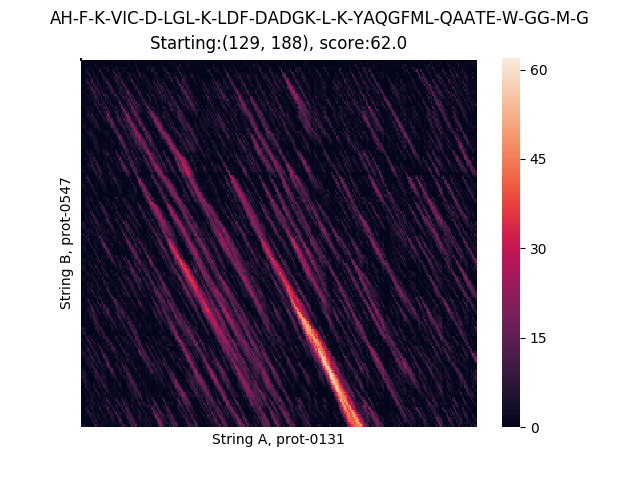 AH-F-K-VIC-D-LGL-K-LDF-DADGK-L-K-YAQGFML-QAATE-W-GG-M-G
Starting:(129, 188), score:62.0
60
45
30
15
0
String B, prot-0547
String A, prot-0131